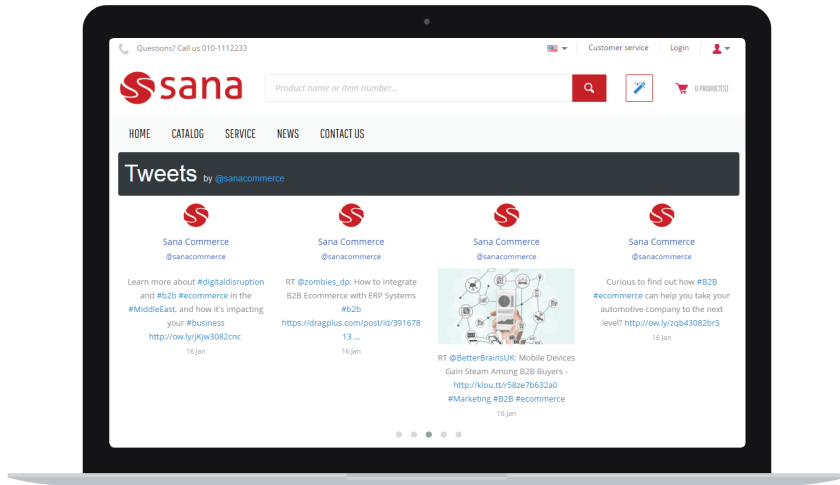 Questions? Call us 010-1112233
Customer service
Login
sana
Product name or item number...
0 PRODUCT(S)
HOME
CATALOG
SERVICE
NEWS
CONTACT US
Tweets by @sanacommerce
Sana Commerce
@sanacommerce
Learn more about #digitaldisruption
and #b2b #ecommerce in the
#MiddleEast, and how it's impacting
your #business
http://ow.ly/jKJw3082cnc
16 Jan
Sana Commerce
@sanacommerce
RT @zombies_dp: How to Integrate
B2B Ecommerce with ERP Systems
#b2b
https://dragplus.com/post/id/391678
13 ...
16 Jan
Sana Commerce
@sanacommerce
RT @BetterBrainsUK: Mobile Devices
Gain Steam Among B2B Buyers -
http://klou.tt/r58ze7b632a0
#Marketing #B2B #ecommerce
16 Jan
Sana Commerce
@sanacommerce
Curious to find out how #B2B
#ecommerce can help you take your
automotive company to the next
level? http://ow.ly/zqb43082brS
16 Jan